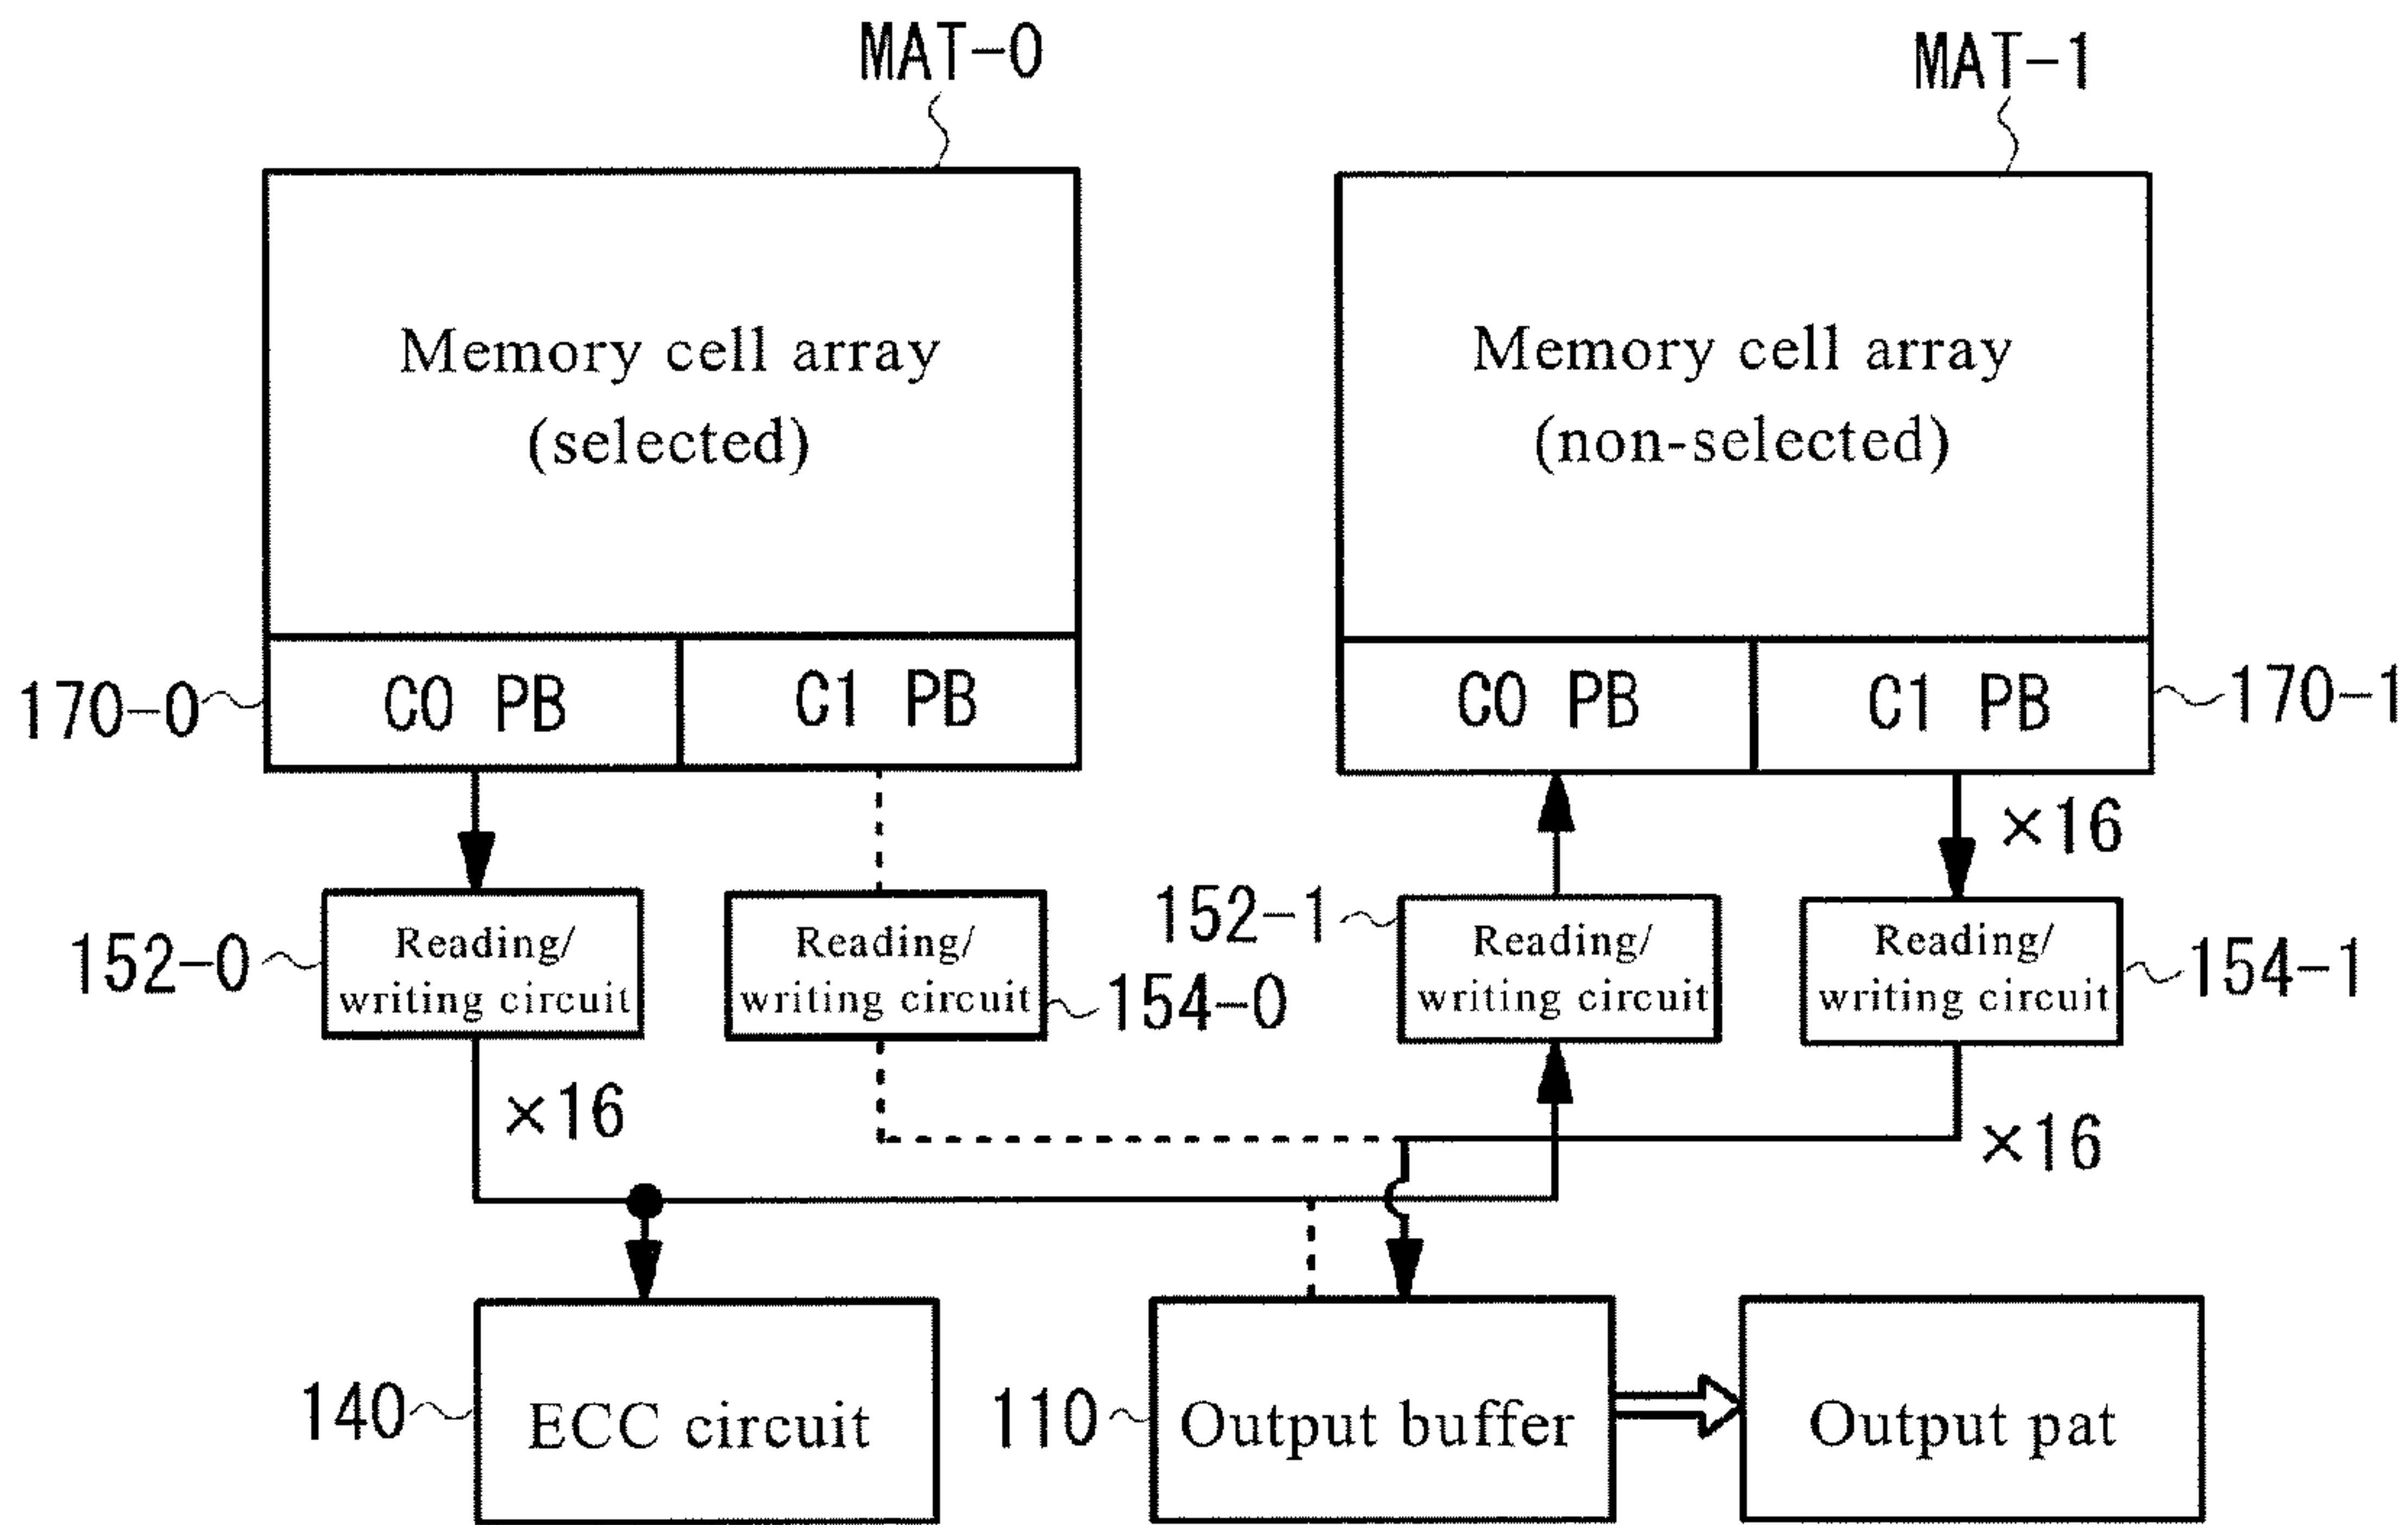 MAT-0
MAT-1
Memory cell array
(selected)
Memory cell array
(non-selected)
170-0
C0 PB
C1 PB
C0 PB
C1 PB
170-1
×16
152-0
Reading/
writing circuit
Reading/
writing circuit
154-0
152-1
Reading/
writing circuit
Reading/
writing circuit
154-1
×16
×16
140
ECC circuit
110
Output buffer
Output pat